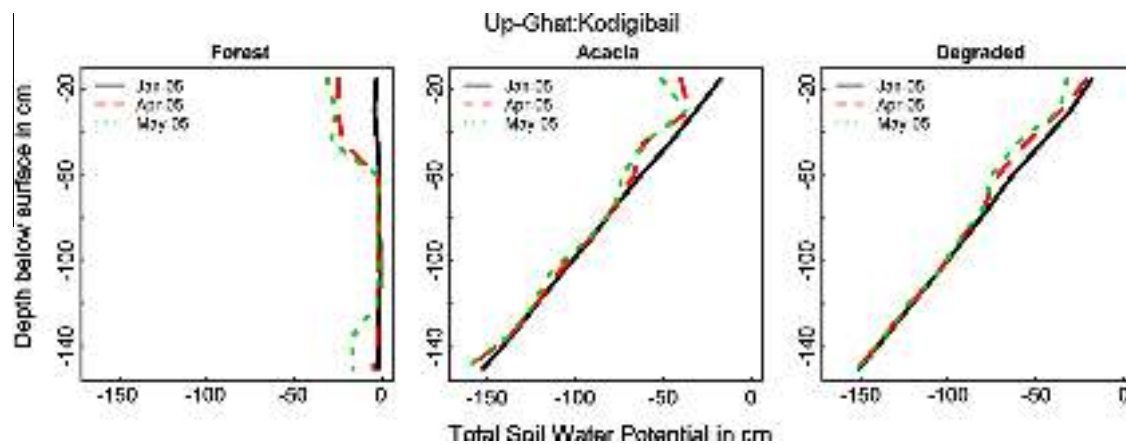 Up-Ghat:Kodigibail
Forest
Acacia
Degraded
Jan-05
Apr-05
May-05
Jan-05
Apr-05
May-05
Jan-05
Apr-05
May-05
Depth below surface in cm
-20
-60
-100
-140
-20
-60
-100
-140
-20
-60
-100
-140
-150 -100 -50 0
-150 -100 -50 0
-150 -100 -50 0
Total Soil Water Potential in cm